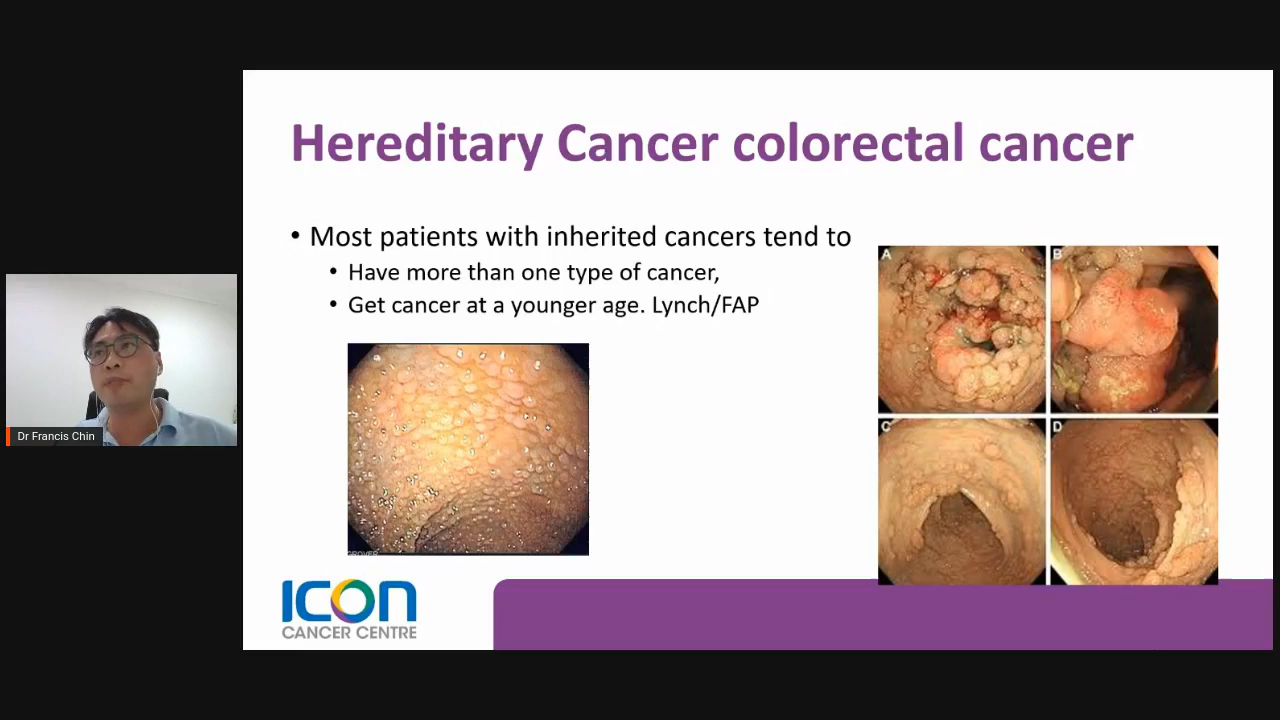 Hereditary Cancer colorectal cancer
• Most patients with inherited cancers tend to
• Have more than one type of cancer,
• Get cancer at a younger age. Lynch/FAP
A
B
C
D
GROVER
Dr Francis Chin
ICON
CANCER CENTRE